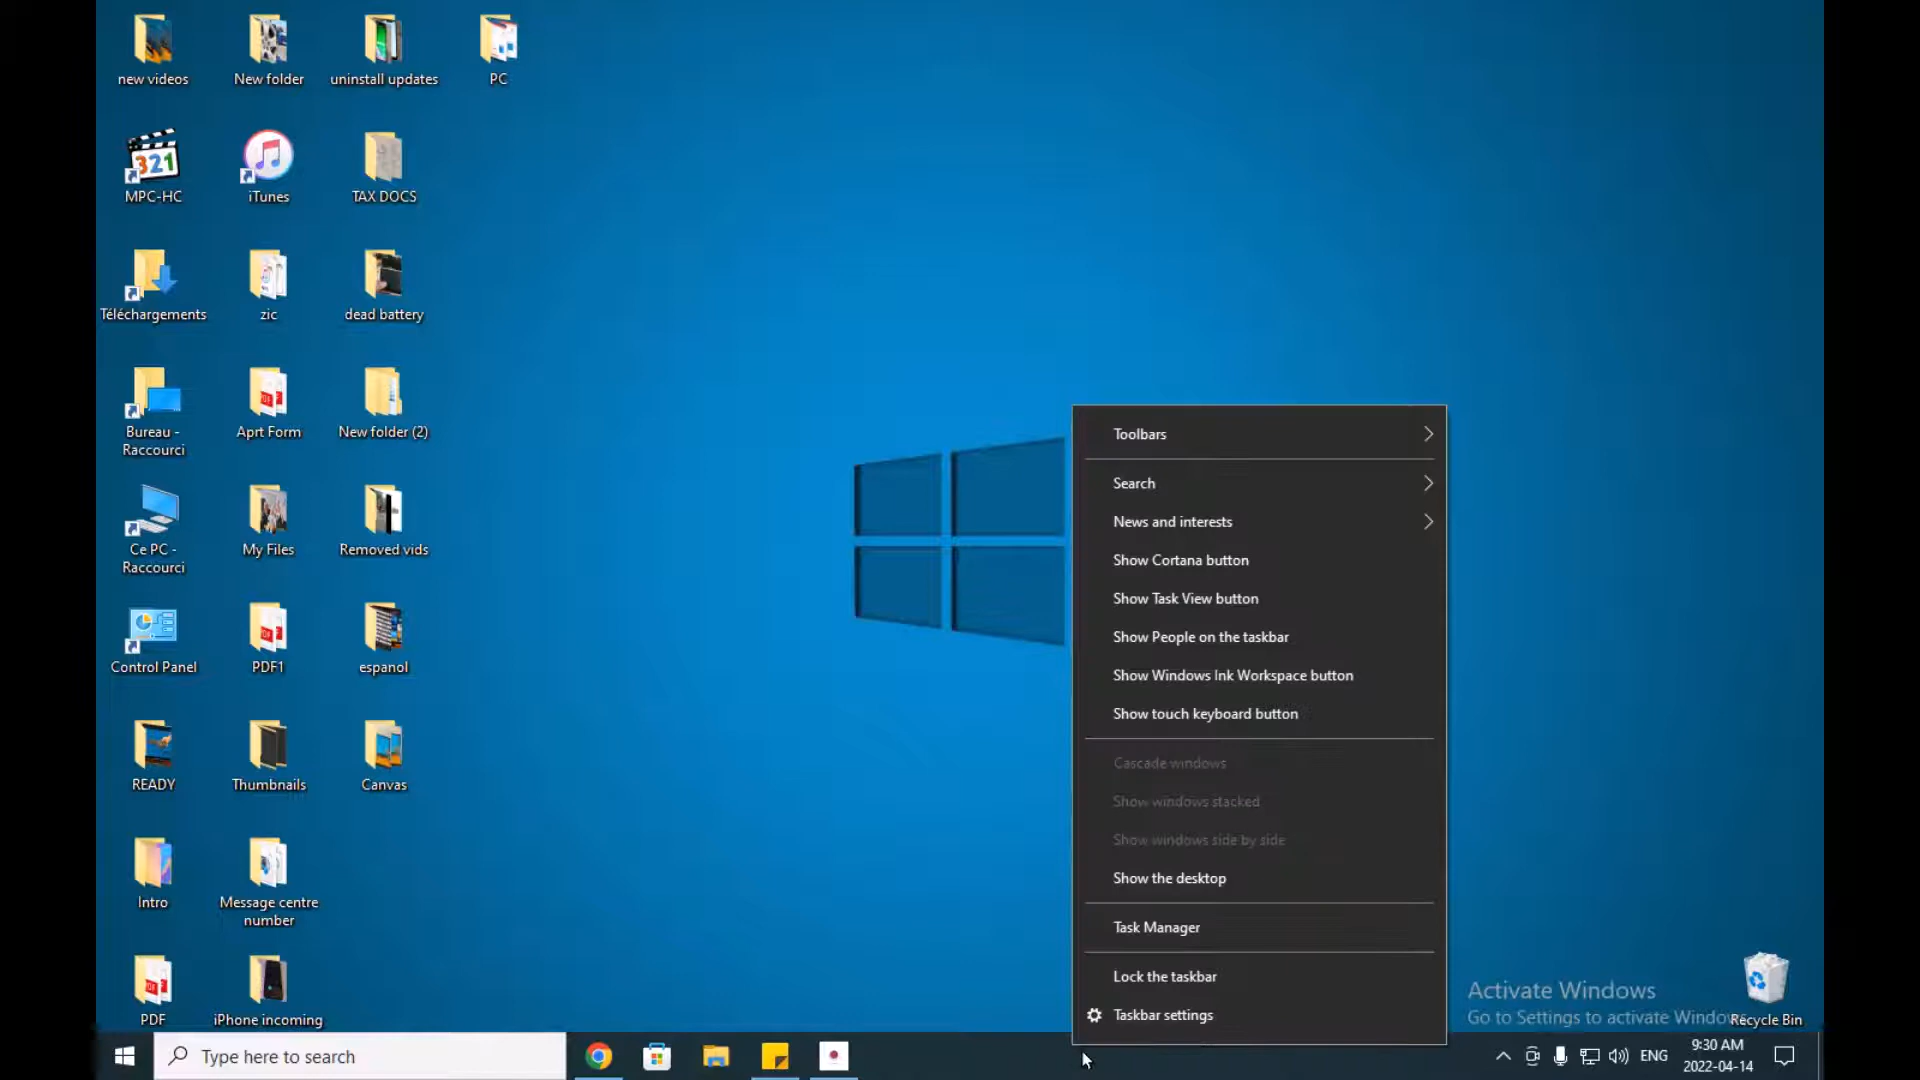 new videos
New folder
uninstall updates
PC
321
MPC-HC
iTunes
TAX DOCS
Téléchargements
zic
dead battery
Bureau -
Raccourci
Aprt Form
New folder (2)
Ce PC -
Raccourci
My Files
Removed vids
Control Panel
PDF1
espanol
READY
Thumbnails
Canvas
Intro
Message centre
number
PDF
iPhone incoming
Toolbars
Search
News and interests
Show Cortana button
Show Task View button
Show People on the taskbar
Show Windows Ink Workspace button
Show touch keyboard button
Cascade windows
Show windows stacked
Show windows side by side
Show the desktop
Task Manager
Lock the taskbar
Taskbar settings
Activate Windows
Go to Settings to activate Windows
Recycle Bin
Type here to search
ENG
9:30 AM
2022-04-14